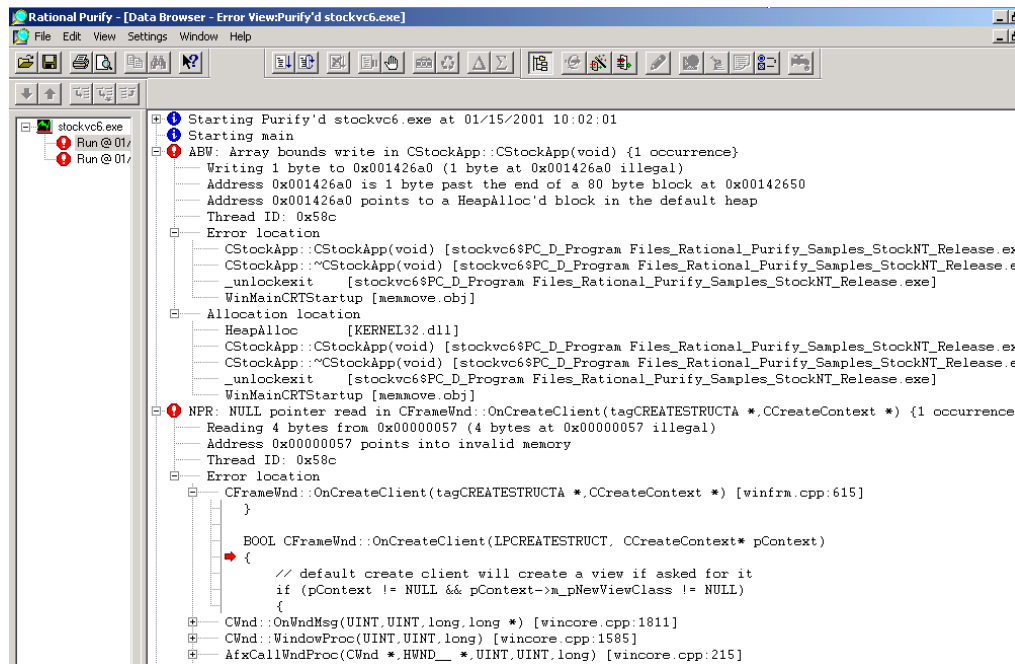 Rational Purify - [Data Browser - Error View:Purify'd stockvc6.exe]
File Edit View Settings Window Help
stockvc6.exe
Run @ 01/
Run @ 01/
Starting Purify'd stockvc6.exe at 01/15/2001 10:02:01
Starting main
ABW: Array bounds write in CStockApp::CStockApp(void) {1 occurrence}
Writing 1 byte to 0x001426a0 (1 byte at 0x001426a0 illegal)
Address 0x001426a0 is 1 byte past the end of a 80 byte block at 0x00142650
Address 0x001426a0 points to a HeapAlloc'd block in the default heap
Thread ID: 0x58c
Error location
CStockApp::CStockApp(void) [stockvc6$PC_D_Program Files_Rational_Purify_Samples_StockNT_Release.ex
CStockApp::~CStockApp(void) [stockvc6$PC_D_Program Files_Rational_Purify_Samples_StockNT_Release.e
_unlockexit [stockvc6$PC_D_Program Files_Rational_Purify_Samples_StockNT_Release.exe]
WinMainCRTStartup [memmove.obj]
Allocation location
HeapAlloc [KERNEL32.dll]
CStockApp::CStockApp(void) [stockvc6$PC_D_Program Files_Rational_Purify_Samples_StockNT_Release.ex
CStockApp::~CStockApp(void) [stockvc6$PC_D_Program Files_Rational_Purify_Samples_StockNT_Release.e
_unlockexit [stockvc6$PC_D_Program Files_Rational_Purify_Samples_StockNT_Release.exe]
WinMainCRTStartup [memmove.obj]
NPR: NULL pointer read in CFrameWnd::OnCreateClient(tagCREATESTRUCTA *,CCreateContext *) {1 occurrence
Reading 4 bytes from 0x00000057 (4 bytes at 0x00000057 illegal)
Address 0x00000057 points into invalid memory
Thread ID: 0x58c
Error location
CFrameWnd::OnCreateClient(tagCREATESTRUCTA *,CCreateContext *) [winfrm.cpp:615]
}
BOOL CFrameWnd::OnCreateClient(LPCREATESTRUCT, CCreateContext* pContext)
{
// default create client will create a view if asked for it
if (pContext != NULL && pContext->m_pNewViewClass != NULL)
{
CWnd::OnWndMsg(UINT,UINT,long,long *) [wincore.cpp:1811]
CWnd::WindowProc(UINT,UINT,long) [wincore.cpp:1585]
AfxCallWndProc(CWnd *,HWND__ *,UINT,UINT,long) [wincore.cpp:215]